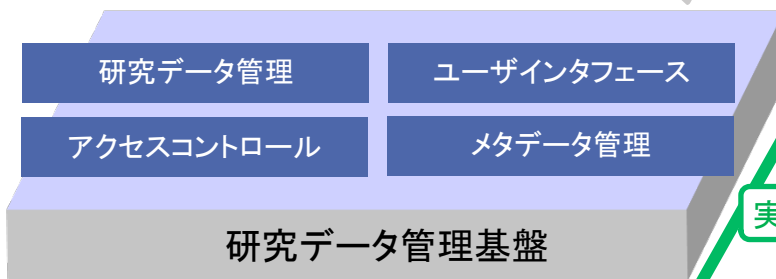 研究データ管理
ユーザインタフェース
アクセスコントロール
メタデータ管理
実
研究データ管理基盤